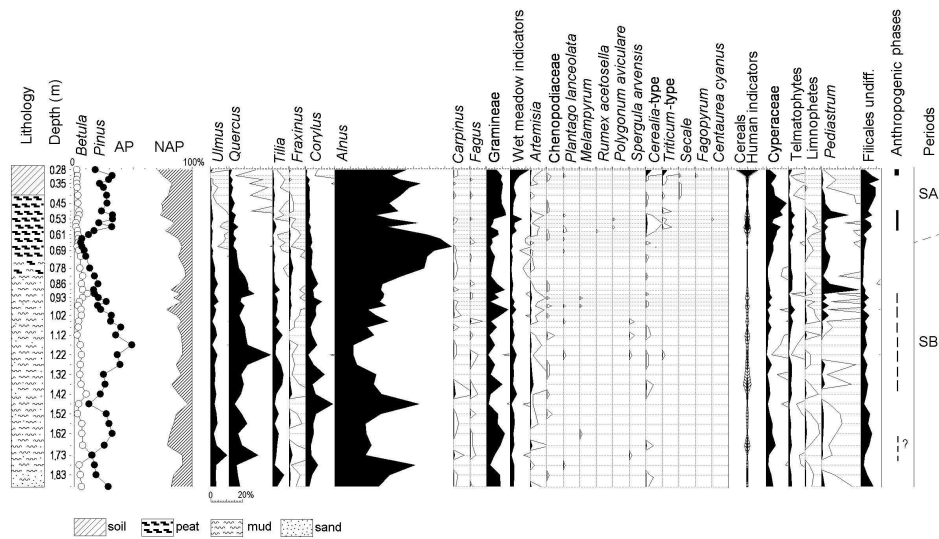 Lithology
Depth (m)
Betula
Pinus
AP
NAP
Ulmus
Quercus
Tilia
Fraxinus
Corylus
Alnus
Carpinus
Fagus
Gramineae
Wet meadow indicators
Artemisia
Chenopodiaceae
Plantago lanceolata
Melampyrum
Rumex acetosella
Polygonum aviculare
Spergula arvensis
Cerealia-type
Triticum-type
Secale
Fagopyrum
Centaurea cyanus
Cereals
Human indicators
Cyperaceae
Telmatophytes
Limnophetes
Pediastrum
Filicales undiff.
Anthropogenic phases
Periods
0
100%
0.28
0.35
0.45
0.53
0.61
0.69
0.78
0.86
0.93
1.02
1.12
1.22
1.32
1.42
1.52
1.62
1.73
1.83
SA
SB
?
0 20%
soil peat mud sand